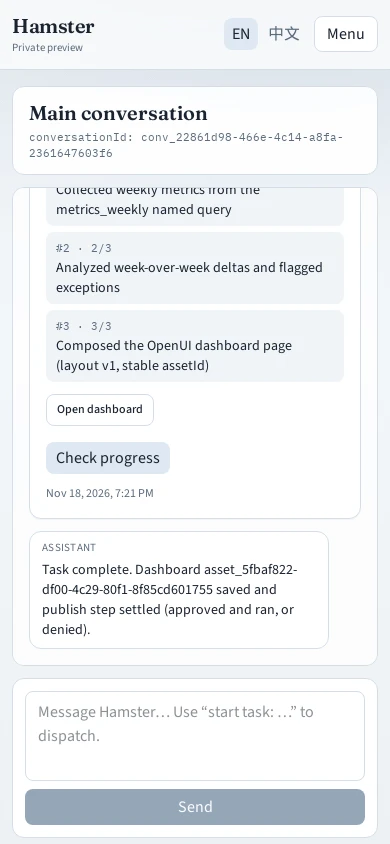 Hamster
Private preview
EN
中文
Menu
Main conversation
conversationId: conv_22861d98-466e-4c14-a8fa-
2361647603f6
Collected weekly metrics from the
metrics_weekly named query
#2 · 2/3
Analyzed week-over-week deltas and flagged
exceptions
#3 · 3/3
Composed the OpenUI dashboard page
(layout v1, stable assetId)
Open dashboard
Check progress
Nov 18, 2026, 7:21 PM
ASSISTANT
Task complete. Dashboard asset_5fbaf822-
df00-4c29-80f1-8f85cd601755 saved and
publish step settled (approved and ran, or
denied).
Message Hamster… Use “start task: …” to
dispatch.
Send